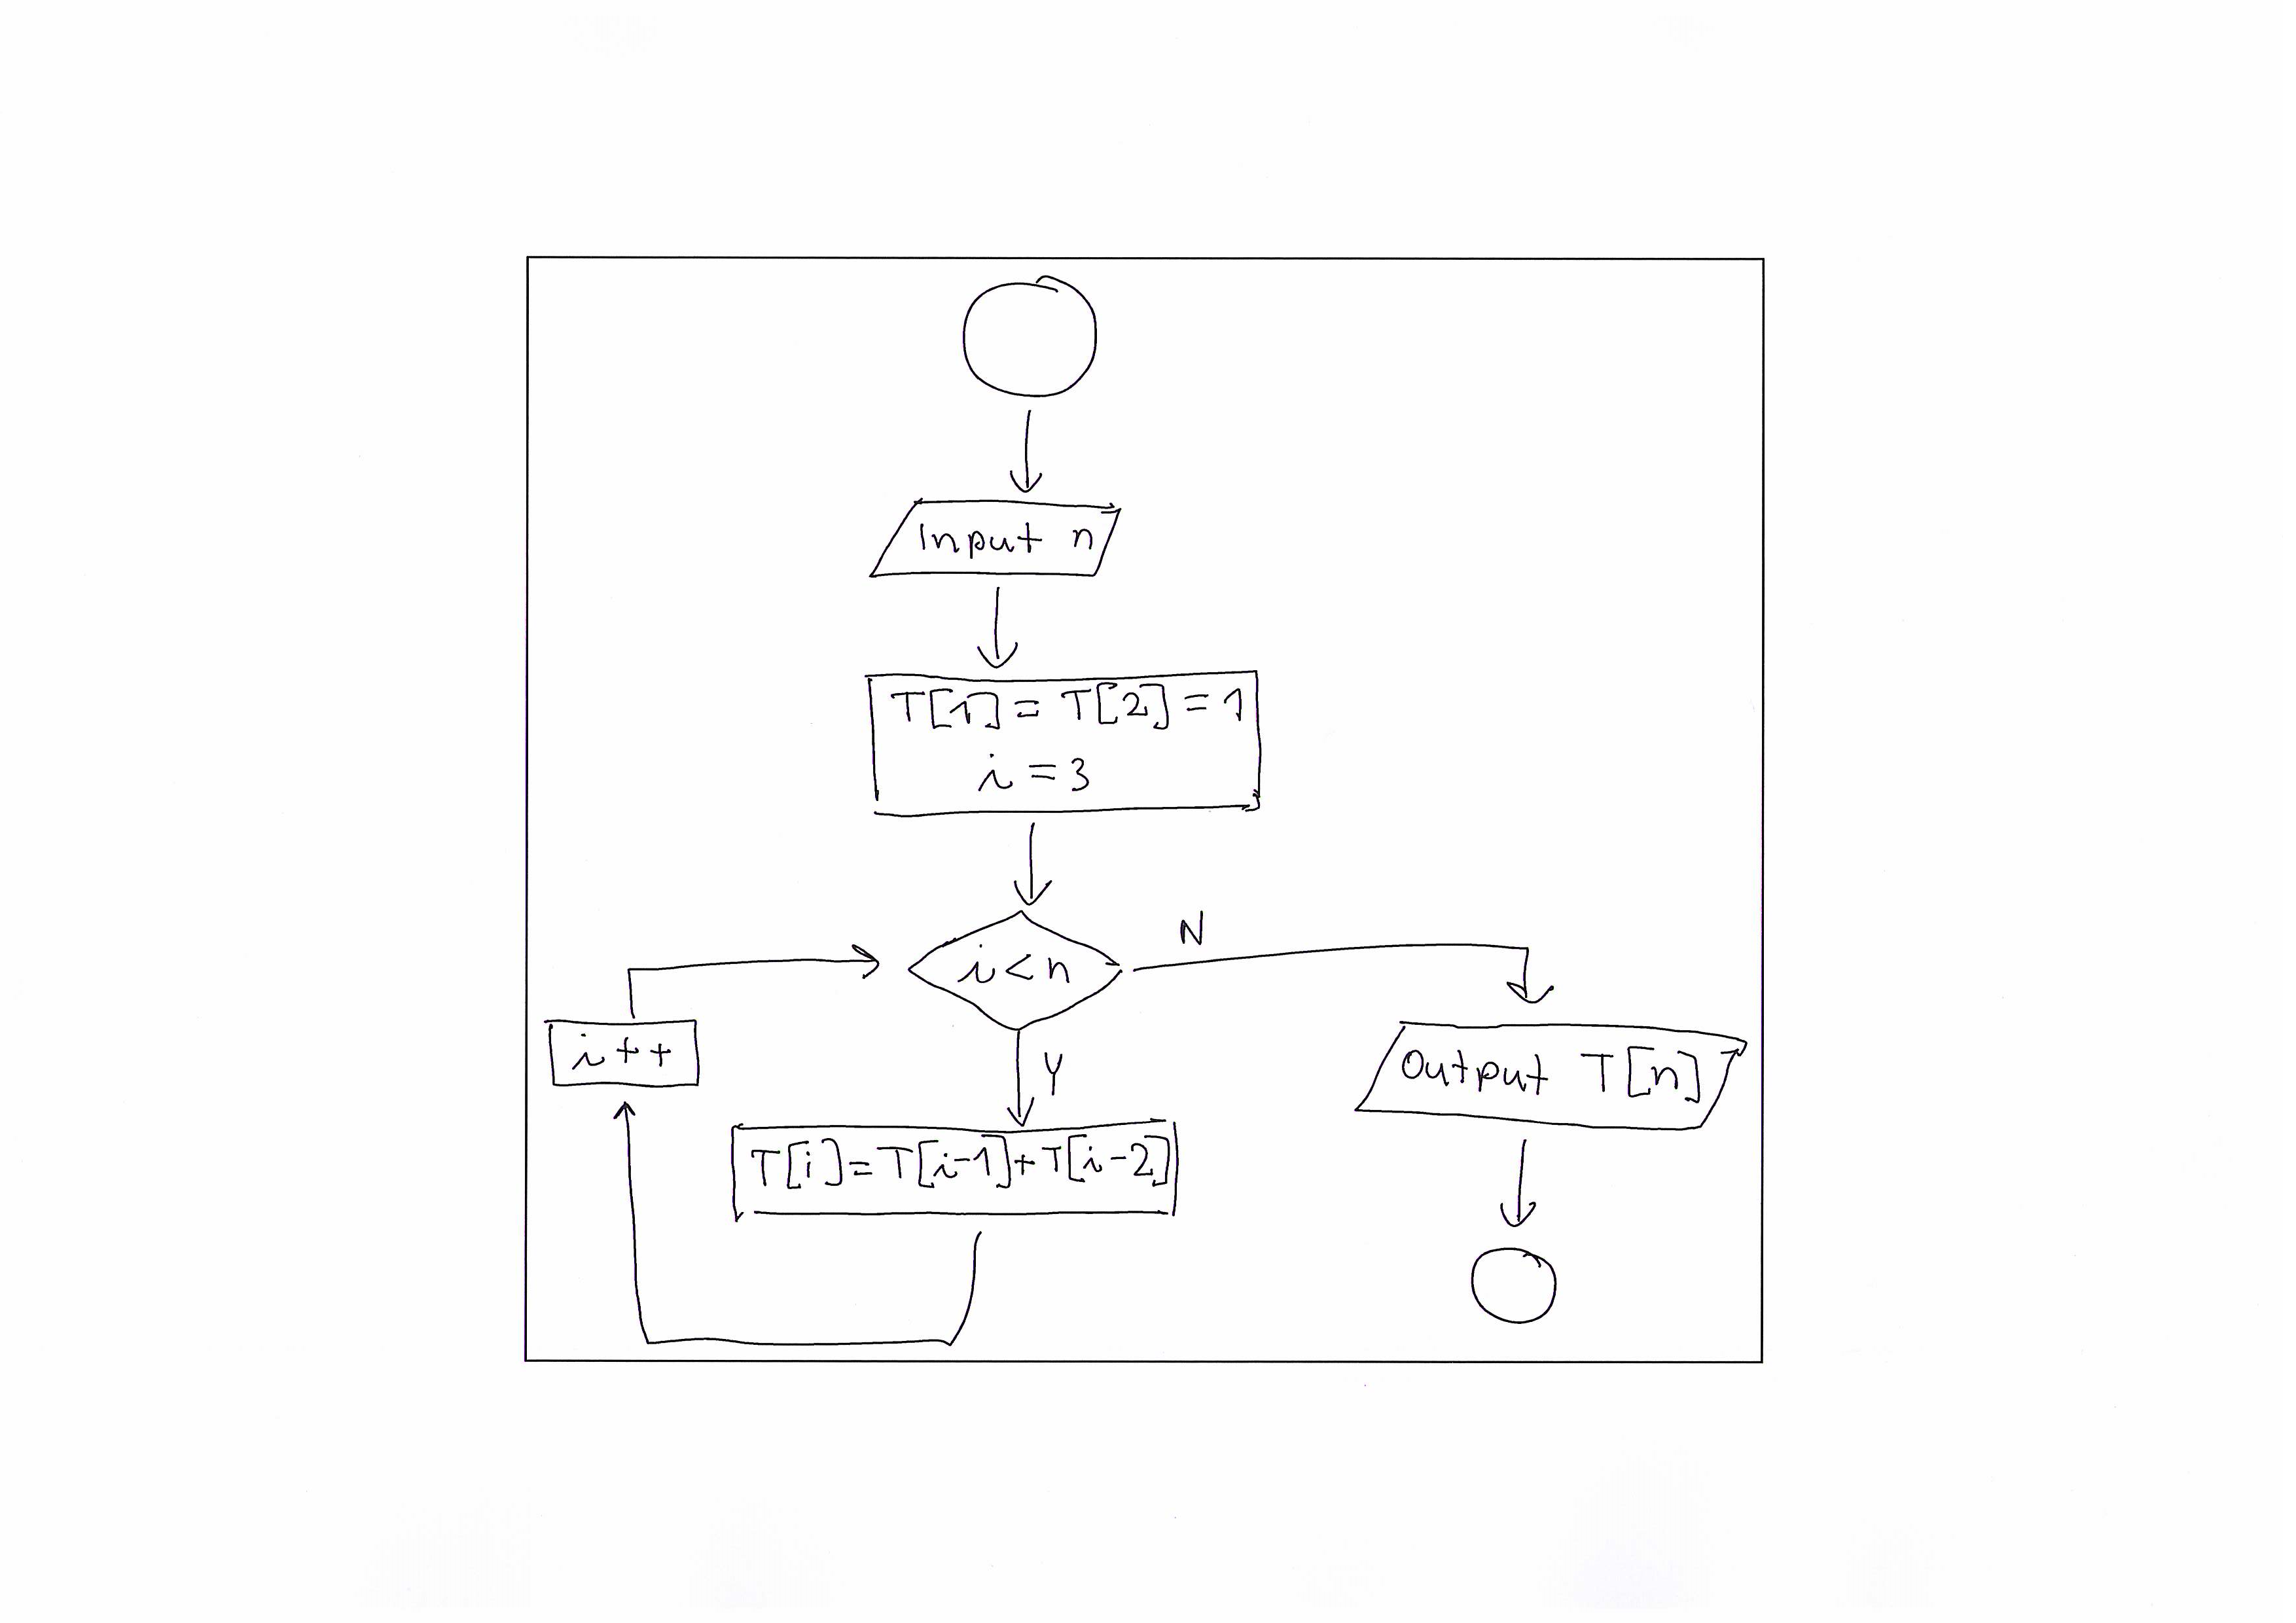 Input n
T[1] = T[2] = 1
i = 3
i < n
N
Y
i++
T[i] = T[i-1] + T[i-2]
Output T[n]